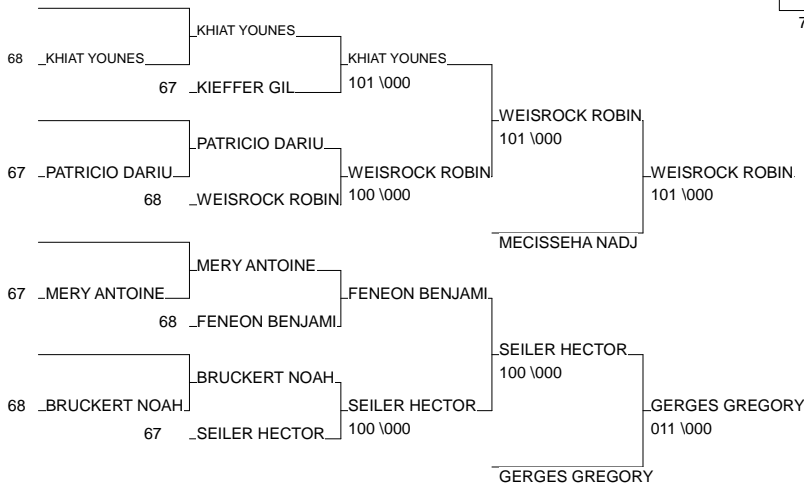 7
KHIAT YOUNES
68 KHIAT YOUNES KHIAT YOUNES
67 KIEFFER GIL 101 \000
WEISROCK ROBIN
101 \000
PATRICIO DARIU
67 PATRICIO DARIU WEISROCK ROBIN WEISROCK ROBIN
68 WEISROCK ROBIN 100 \000 101 \000
MECISSEHA NADJ
MERY ANTOINE
67 MERY ANTOINE FENEON BENJAMI
68 FENEON BENJAMI
SEILER HECTOR
100 \000
BRUCKERT NOAH
68 BRUCKERT NOAH SEILER HECTOR GERGES GREGORY
67 SEILER HECTOR 100 \000 011 \000
GERGES GREGORY